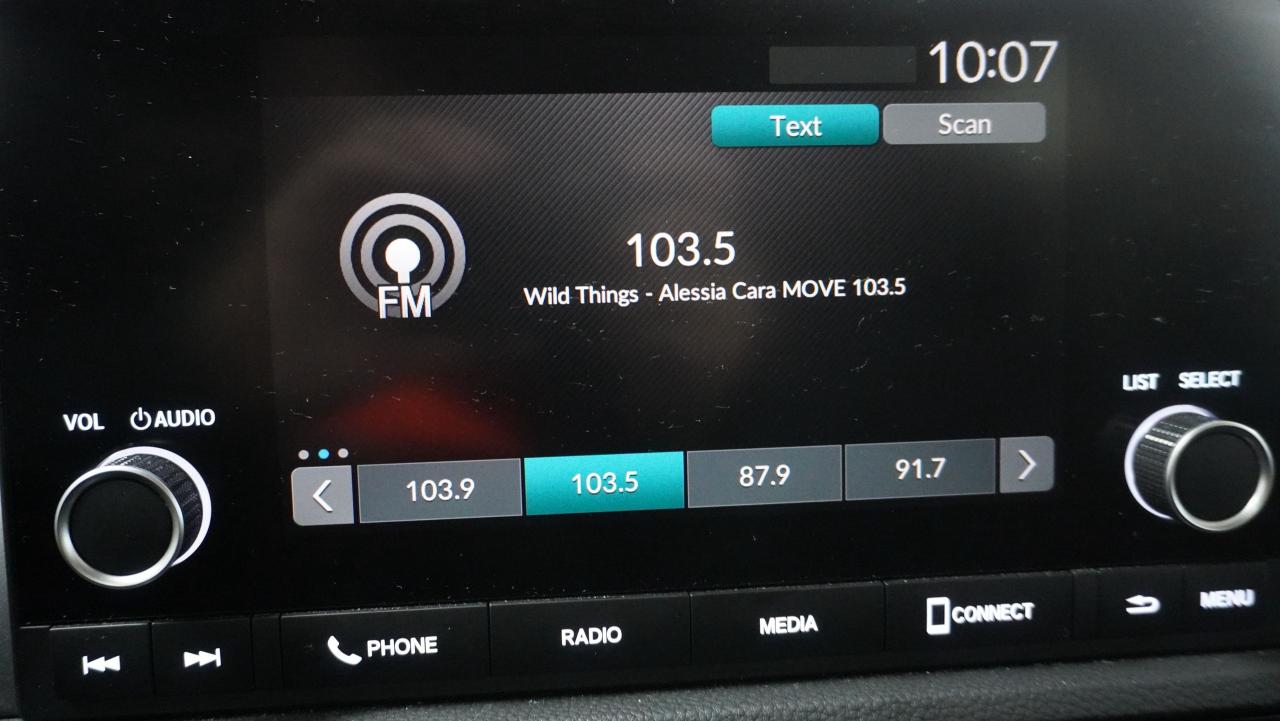 10:07
Text Scan
FM
103.5
Wild Things - Alessia Cara MOVE 103.5
LIST SELECT
VOL AUDIO
103.9 103.5 87.9 91.7
PHONE RADIO MEDIA CONNECT MENU